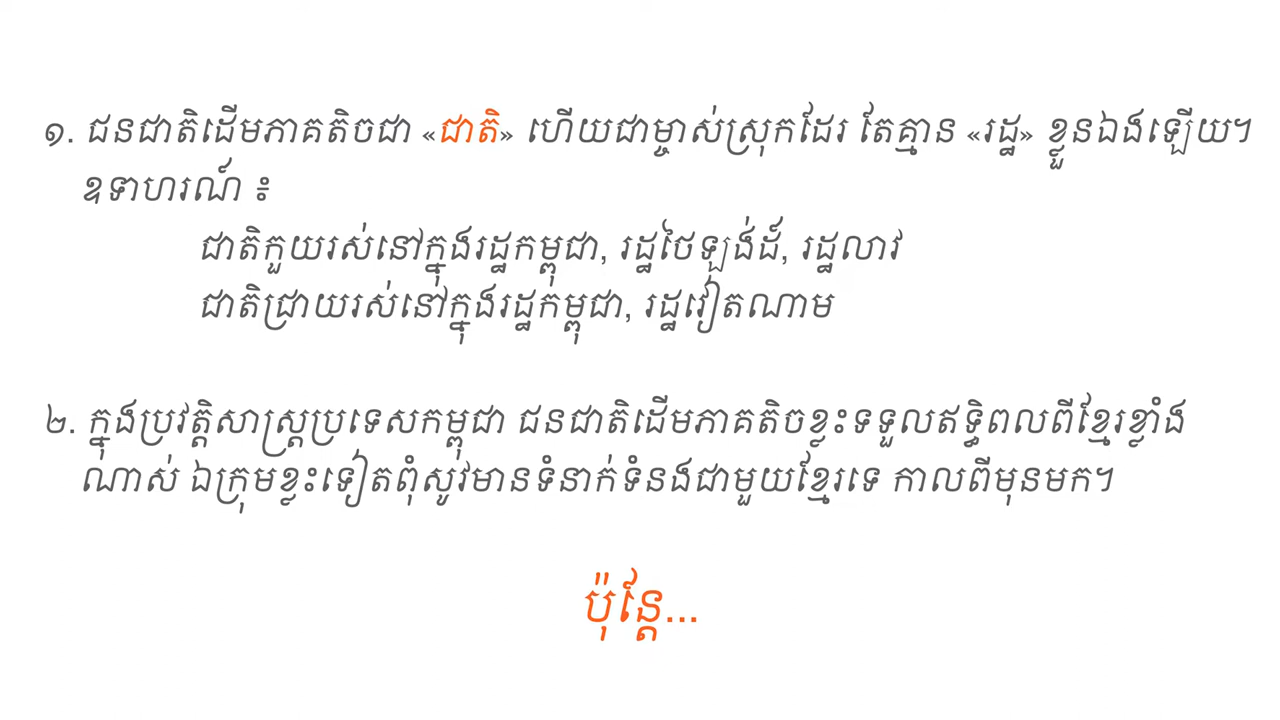 ១. ជនជាតិដើមភាគតិចជា «ជាតិ» ហើយជាម្ចាស់ស្រុកដែរ តែគ្មាន «រដ្ឋ» ខ្លួនឯងឡើយ។
ឧទាហរណ៍ ៖
ជាតិកួយរស់នៅក្នុងរដ្ឋកម្ពុជា, រដ្ឋថៃឡង់ដ៍, រដ្ឋលាវ
ជាតិជ្រាយរស់នៅក្នុងរដ្ឋកម្ពុជា, រដ្ឋវៀតណាម
២. ក្នុងប្រវត្តិសាស្ត្រប្រទេសកម្ពុជា ជនជាតិដើមភាគតិចខ្លះទទួលឥទ្ធិពលពីខ្មែរខ្លាំង
ណាស់ ឯក្រុមខ្លះទៀតពុំសូវមានទំនាក់ទំនងជាមួយខ្មែរទេ កាលពីមុនមក។
ប៉ុន្តែ...